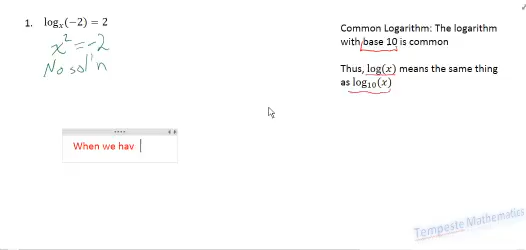 1. logₓ(−2) = 2
x² = −2
No sol'n
Common Logarithm: The logarithm
with base 10 is common
Thus, log(x) means the same thing
as log₁₀(x)
When we hav
Tempeste Mathematics